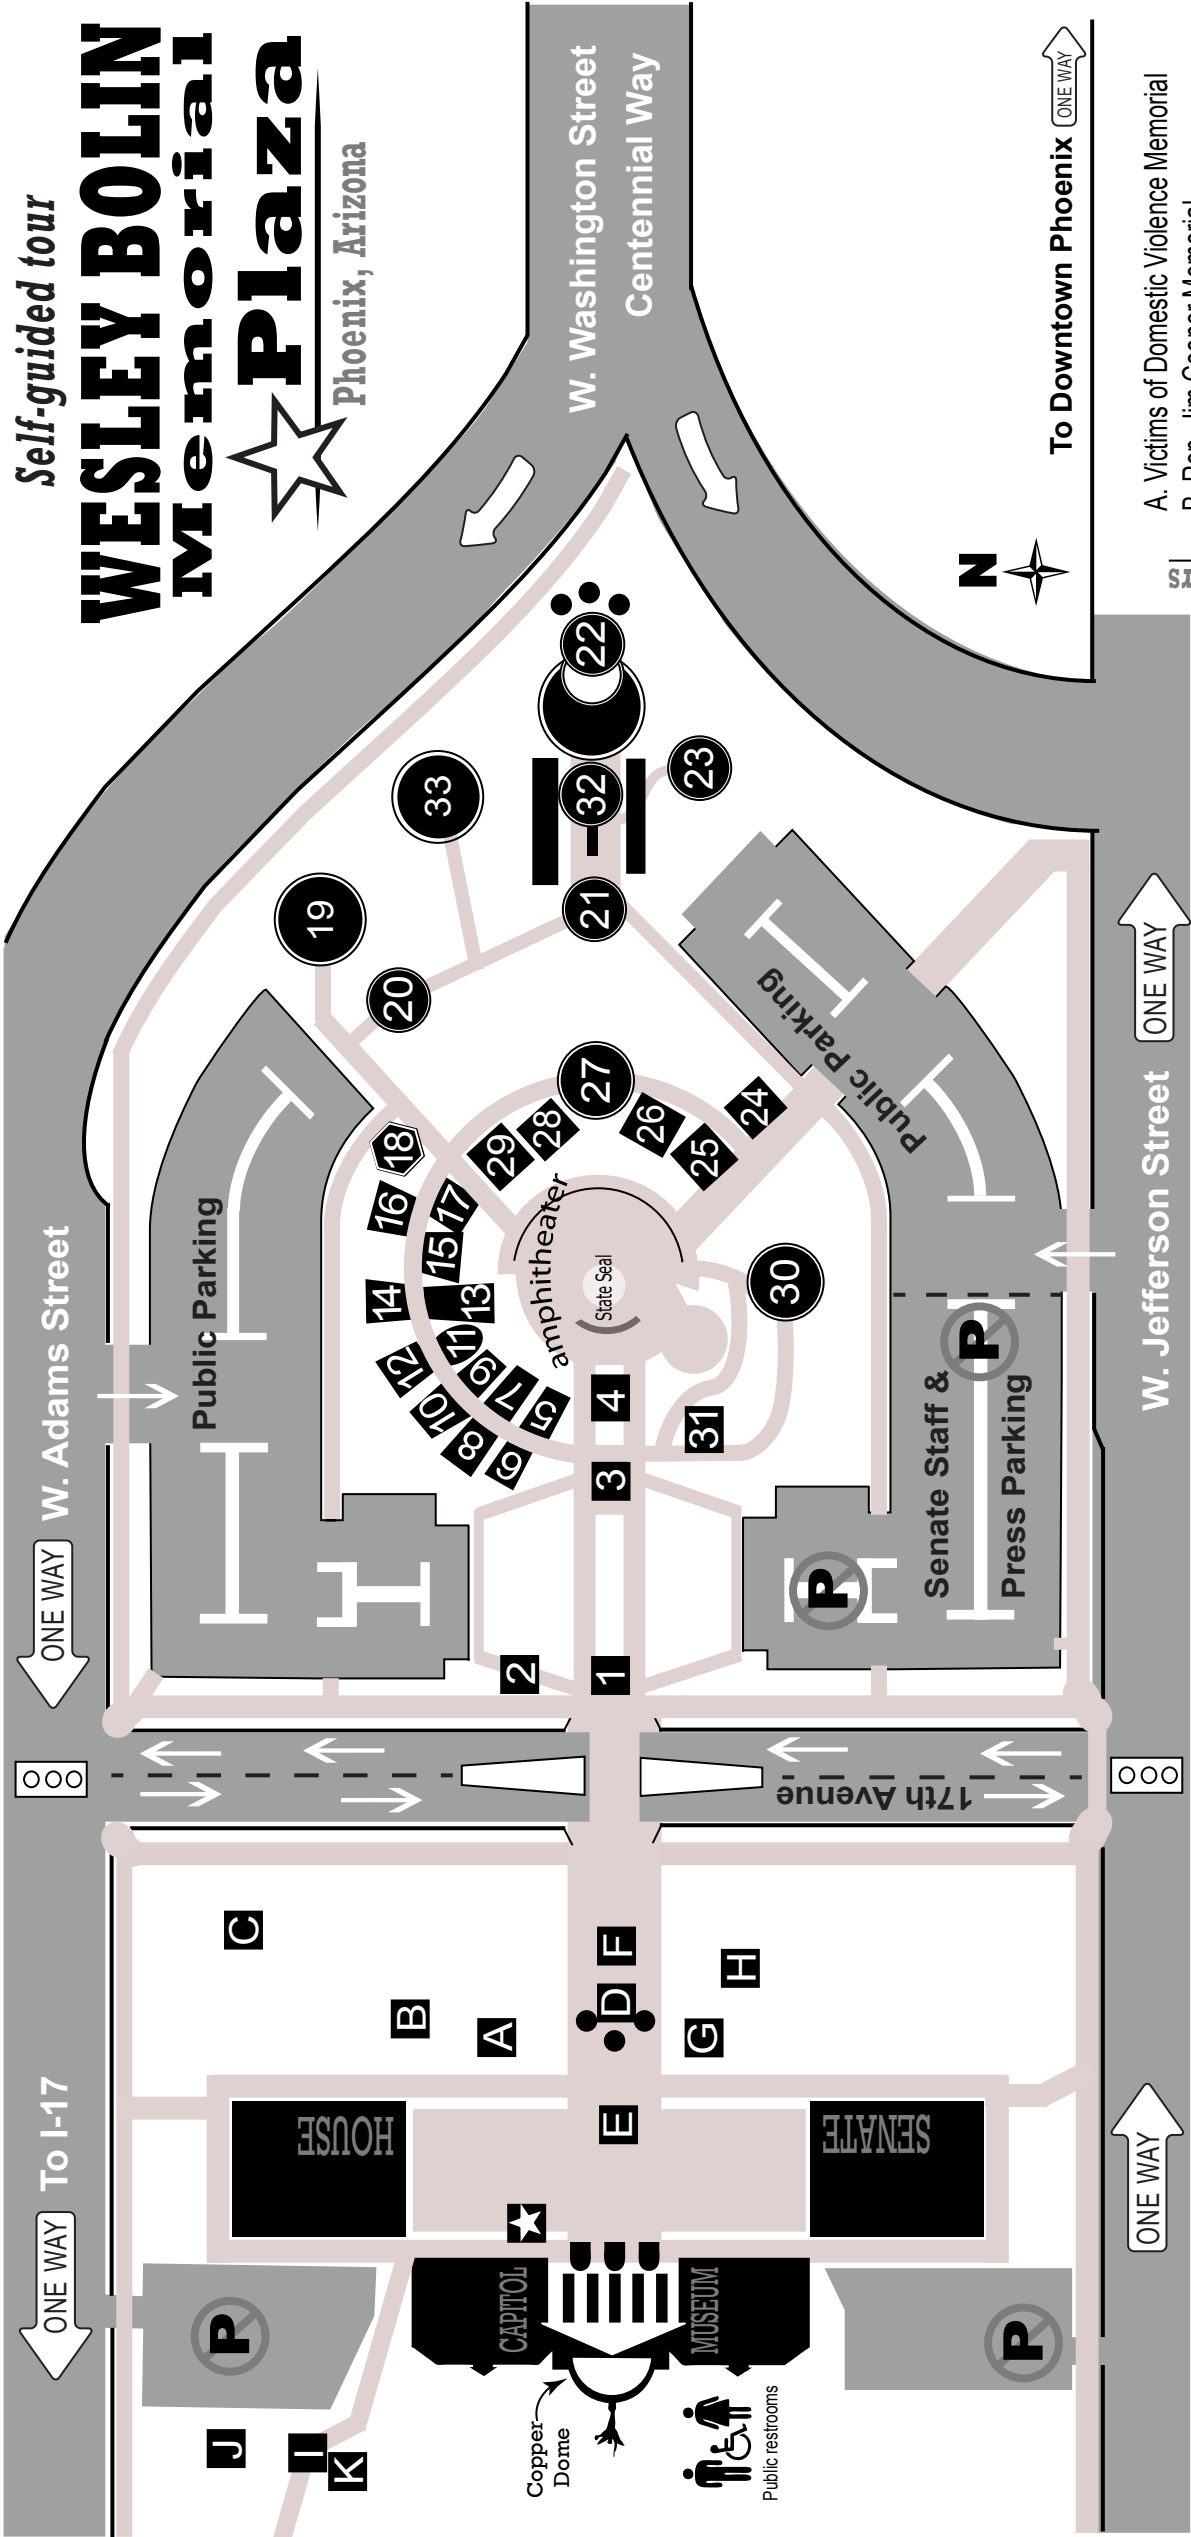 Self-guided tour
WESLEY BOLIN
Memorial
Plaza
Phoenix, Arizona
W. Washington Street
Centennial Way
To Downtown Phoenix
ONE WAY
N
A. Victims of Domestic Violence Memorial
W. Adams Street
ONE WAY
To I-17
ONE WAY
Public Parking
19
33
20
22
32
21
23
18
16
17
15
14
13
12
11
10
9
8
7
6
5
29
28
27
26
25
24
amphitheater
State Seal
4
3
30
31
2
1
Public Parking
Senate Staff &
Press Parking
P
P
W. Jefferson Street
ONE WAY
ONE WAY
17th Avenue
C
B
A
F
D
E
G
H
HOUSE
SENATE
CAPITOL
MUSEUM
Copper
Dome
Public restrooms
P
P
J
I
K